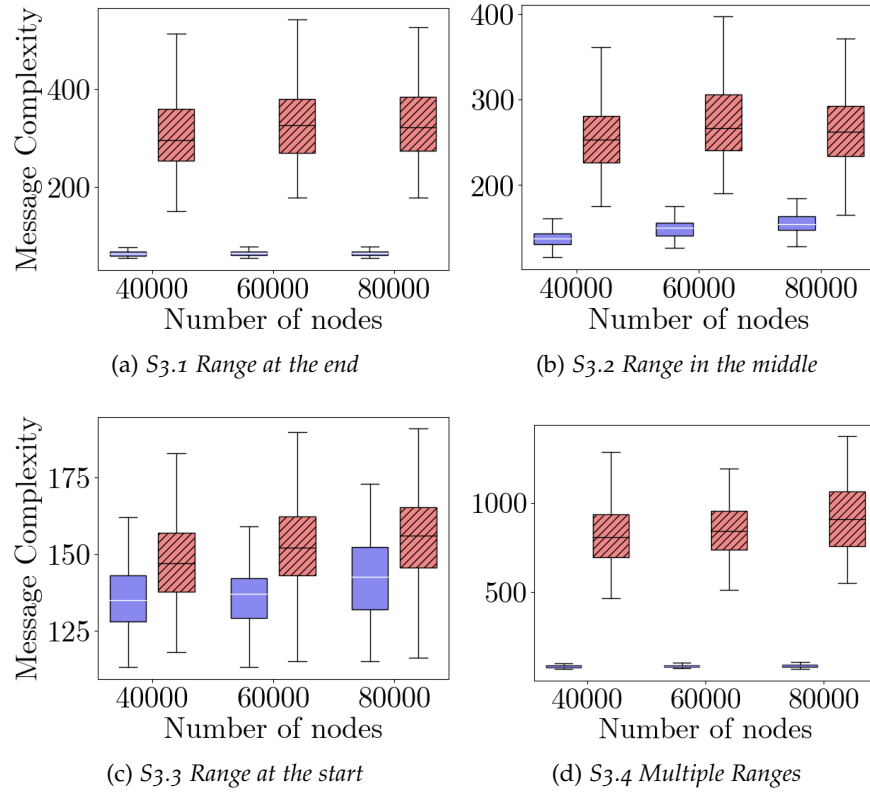 Message Complexity
400
200
40000 60000 80000
Number of nodes
(a) S3.1 Range at the end
400
300
200
40000 60000 80000
Number of nodes
(b) S3.2 Range in the middle
Message Complexity
175
150
125
40000 60000 80000
Number of nodes
(c) S3.3 Range at the start
1000
500
40000 60000 80000
Number of nodes
(d) S3.4 Multiple Ranges